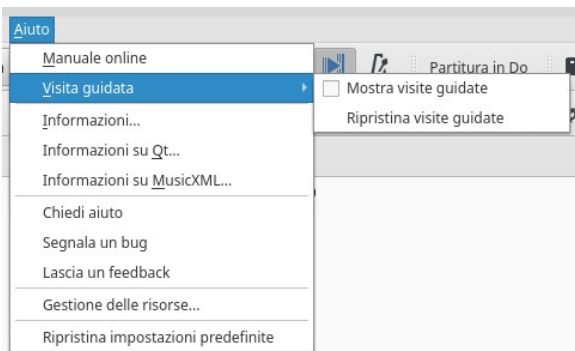 Aiuto
Manuale online
Partitura in Do
Visita guidata
Mostra visite guidate
Informazioni...
Ripristina visite guidate
Informazioni su Qt...
Informazioni su MusicXML...
Chiedi aiuto
Segnala un bug
Lascia un feedback
Gestione delle risorse...
Ripristina impostazioni predefinite